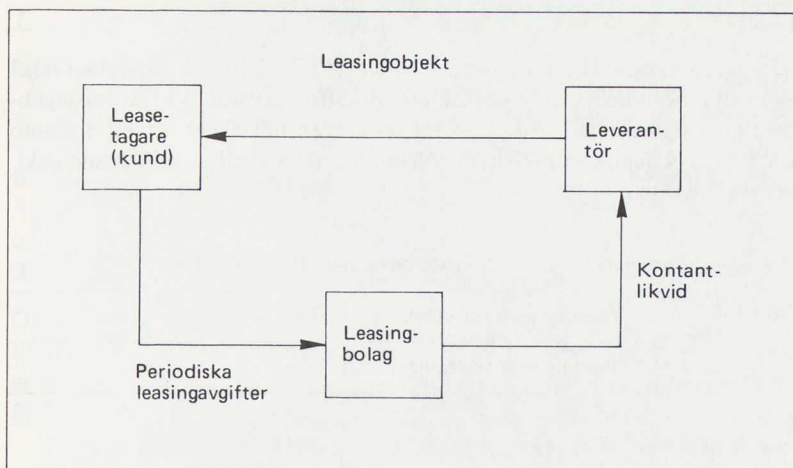 Leasingobjekt
Lease-
tagare
(kund)
Leveran-
tör
Kontant-
likvid
Leasing-
bolag
Periodiska
leasingavgifter